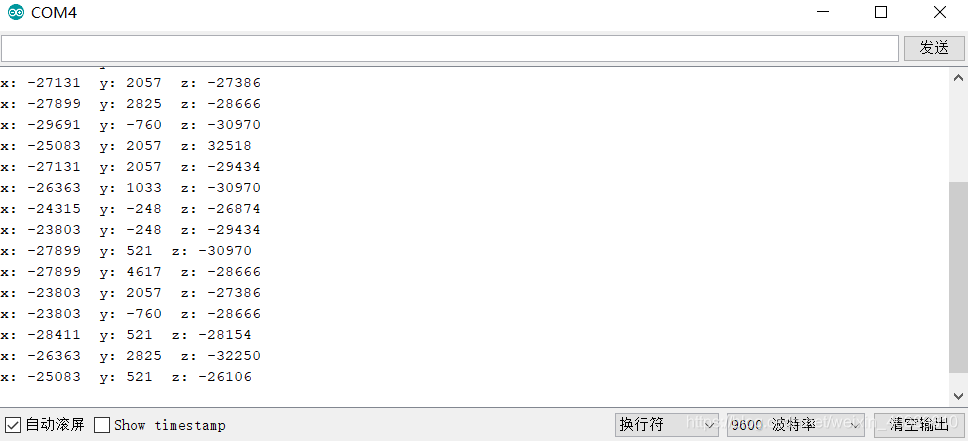 COM4
发送
x: -27131  y: 2057  z: -27386
x: -27899  y: 2825  z: -28666
x: -29691  y: -760  z: -30970
x: -25083  y: 2057  z: 32518
x: -27131  y: 2057  z: -29434
x: -26363  y: 1033  z: -30970
x: -24315  y: -248  z: -26874
x: -23803  y: -248  z: -29434
x: -27899  y: 521  z: -30970
x: -27899  y: 4617  z: -28666
x: -23803  y: 2057  z: -27386
x: -23803  y: -760  z: -28666
x: -28411  y: 521  z: -28154
x: -26363  y: 2825  z: -32250
x: -25083  y: 521  z: -26106
自动滚屏 Show timestamp 换行符 9600 波特率 清空输出